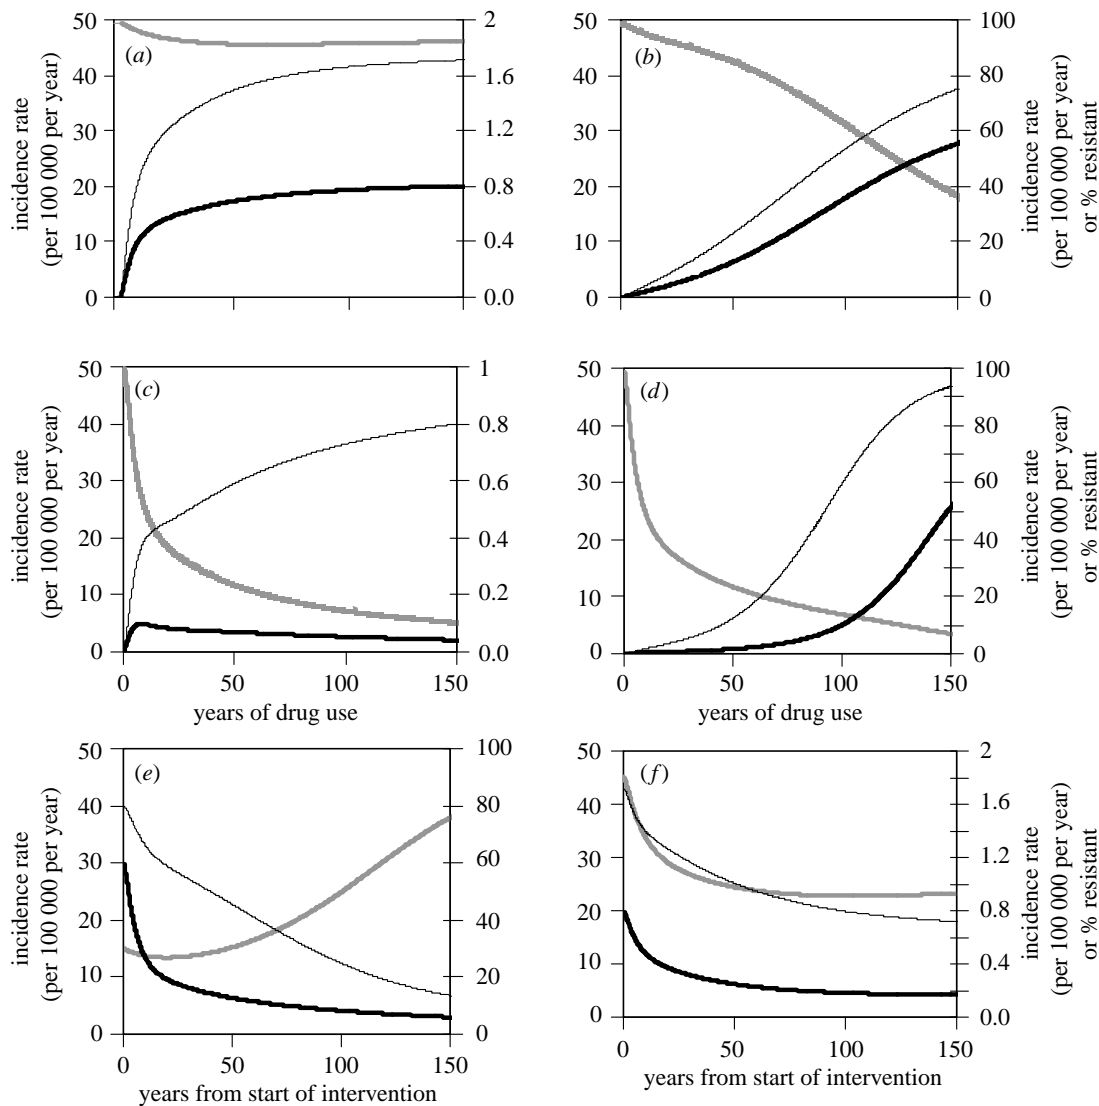 50
40
30
20
10
0
incidence rate
(per 100 000 per year)
(a)
2
1.6
1.2
0.8
0.4
0.0
50
40
30
20
10
0
(b)
100
80
60
40
20
0
incidence rate
(per 100 000 per year)
or % resistant
50
40
30
20
10
0
incidence rate
(per 100 000 per year)
(c)
1
0.8
0.6
0.4
0.2
0.0
0 50 100 150
years of drug use
50
40
30
20
10
0
(d)
100
80
60
40
20
0
incidence rate
(per 100 000 per year)
or % resistant
0 50 100 150
years of drug use
50
40
30
20
10
0
incidence rate
(per 100 000 per year)
(e)
100
80
60
40
20
0
0 50 100 150
years from start of intervention
50
40
30
20
10
0
(f)
2
1.6
1.2
0.8
0.4
0.0
incidence rate
(per 100 000 per year)
or % resistant
0 50 100 150
years from start of intervention